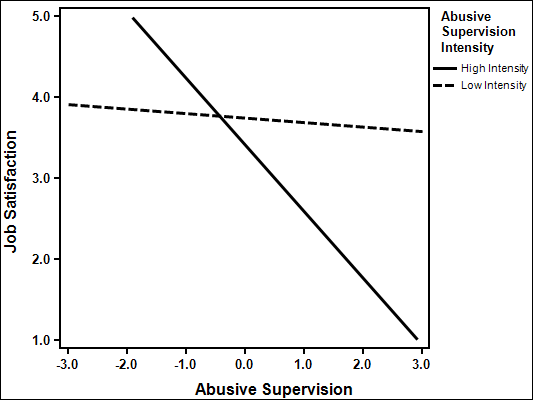 Abusive
Supervision
Intensity
High Intensity
Low Intensity
5.0
4.0
3.0
2.0
1.0
Job Satisfaction
-3.0 -2.0 -1.0 0.0 1.0 2.0 3.0
Abusive Supervision